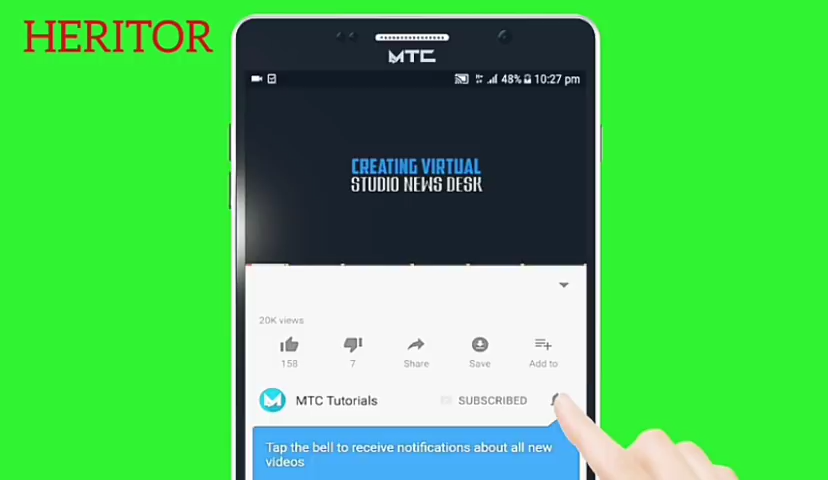 HERITOR
MTC
48% 10:27 pm
CREATING VIRTUAL
STUDIO NEWS DESK
20K views
158
7
Share
Save
Add to
MTC Tutorials
SUBSCRIBED
Tap the bell to receive notifications about all new
videos